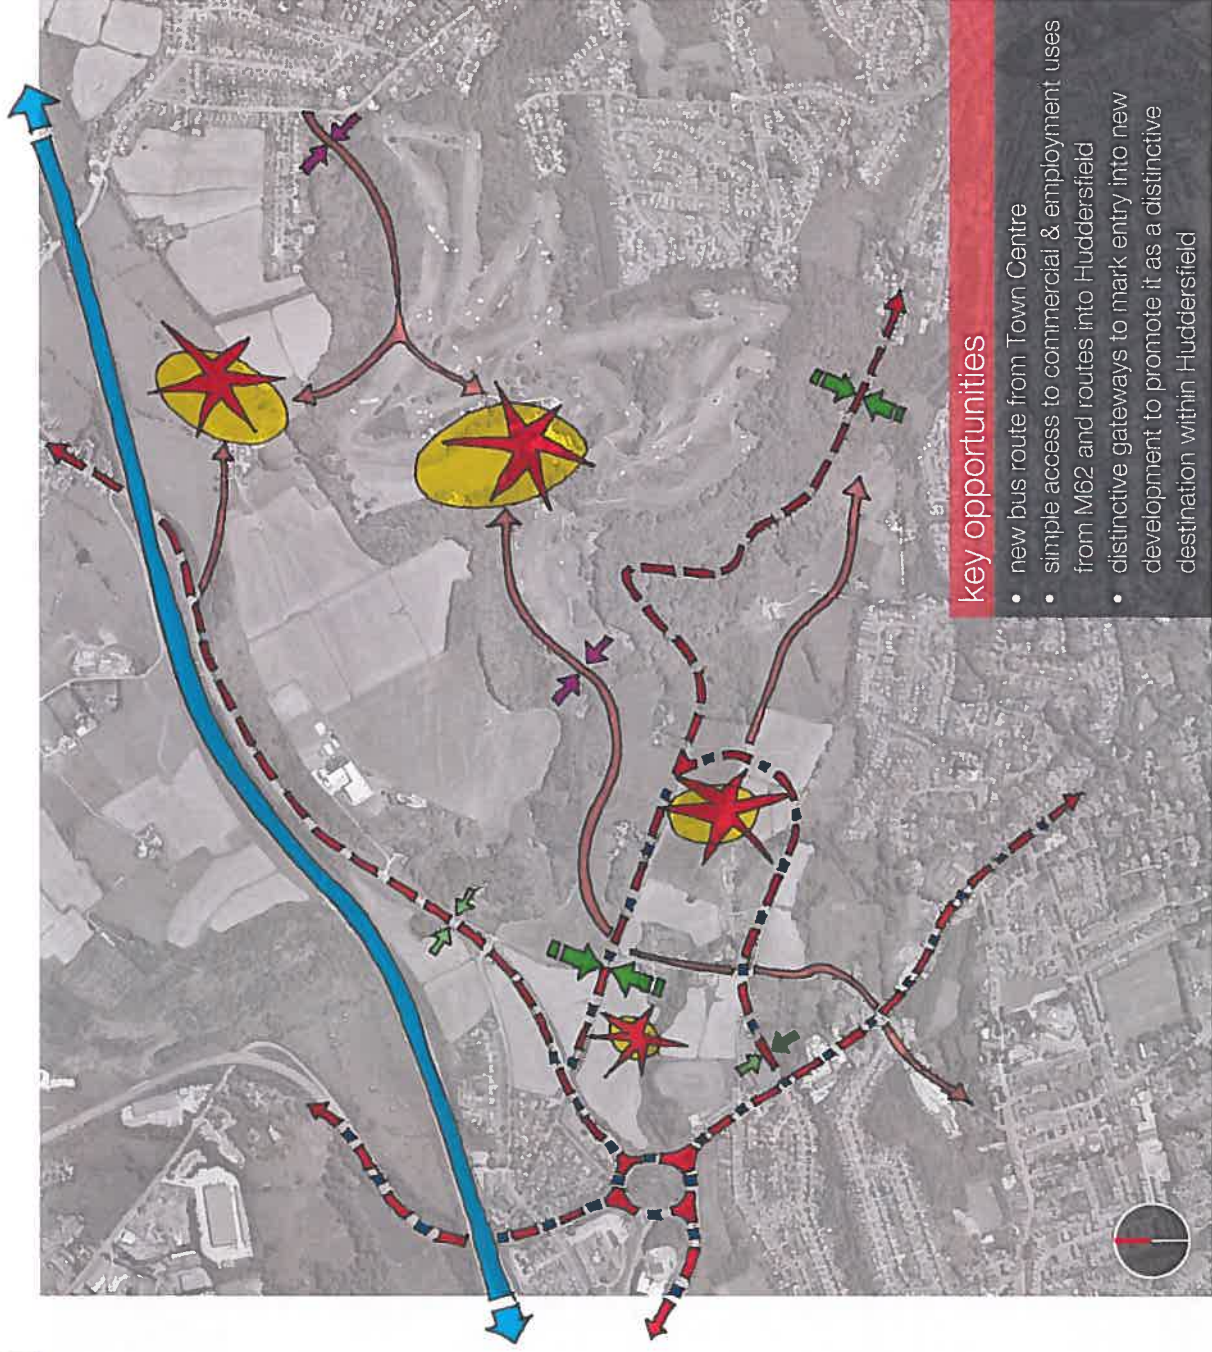 key opportunities
• new bus route from Town Centre
• simple access to commercial & employment uses
from M62 and routes into Huddersfield
• distinctive gateways to mark entry into new
development to promote it as a distinctive
destination within Huddersfield